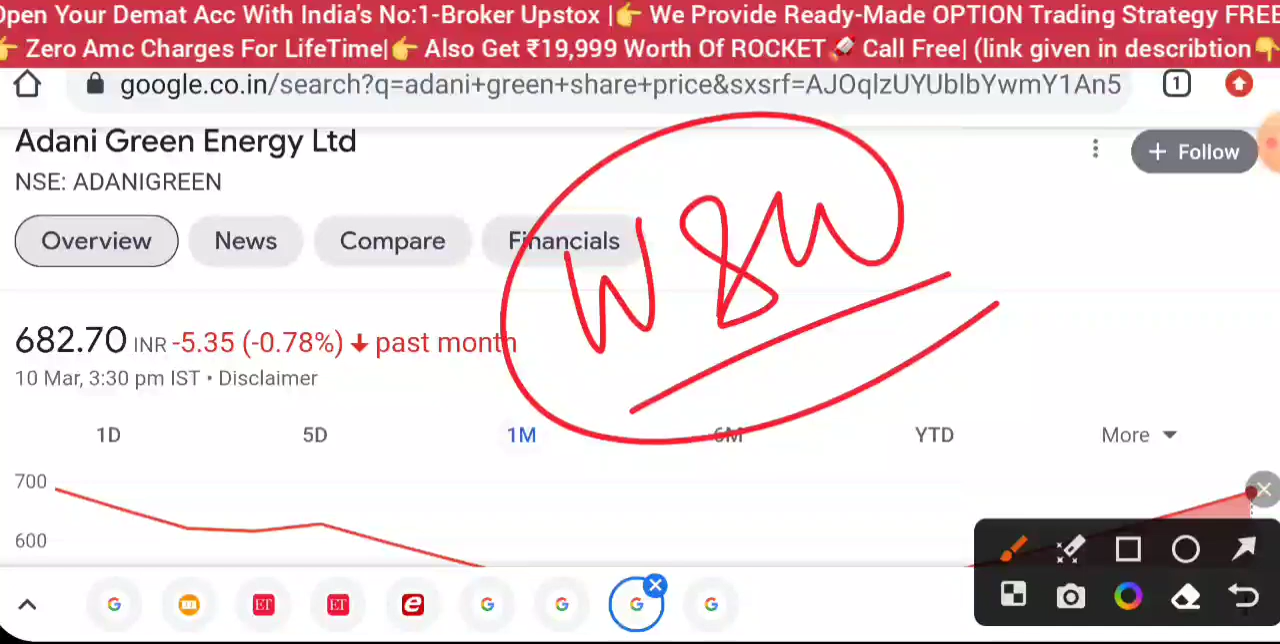 Open Your Demat Acc With India's No:1-Broker Upstox |👉 We Provide Ready-Made OPTION Trading Strategy FREE
👉 Zero Amc Charges For LifeTime|👉 Also Get ₹19,999 Worth Of ROCKET🚀 Call Free| (link given in describtion👇
google.co.in/search?q=adani+green+share+price&sxsrf=AJOqlzUYUblbYwmY1An5
1
Adani Green Energy Ltd
+ Follow
NSE: ADANIGREEN
Overview
News
Compare
Financials
682.70 INR -5.35 (-0.78%) ↓ past month
10 Mar, 3:30 pm IST • Disclaimer
1D
5D
1M
6M
YTD
More
700
600
ET
ET